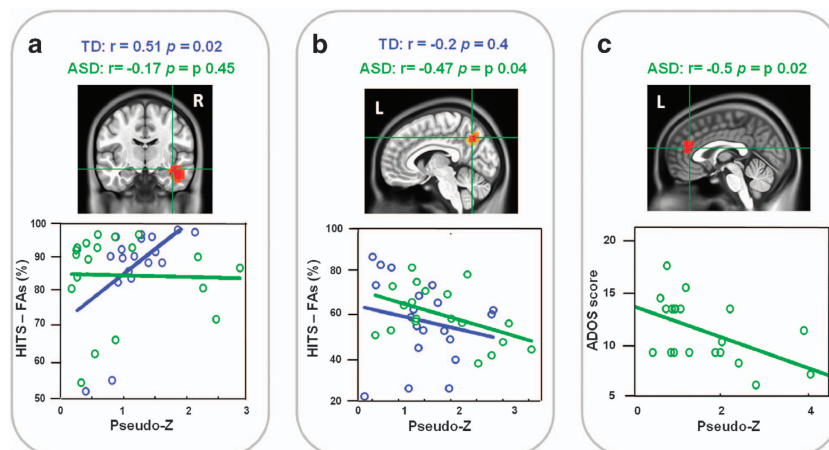 a
TD: r = 0.51 p = 0.02
ASD: r= -0.17 p = p 0.45
R
HITS – FAs (%)
100
90
80
70
60
50
0
1
2
3
Pseudo-Z
b
TD: r = -0.2 p = 0.4
ASD: r= -0.47 p = p 0.04
L
HITS – FAs (%)
100
80
60
40
20
0
1
2
3
Pseudo-Z
c
ASD: r= -0.5 p = p 0.02
L
ADOS score
20
15
10
5
0
2
4
Pseudo-Z